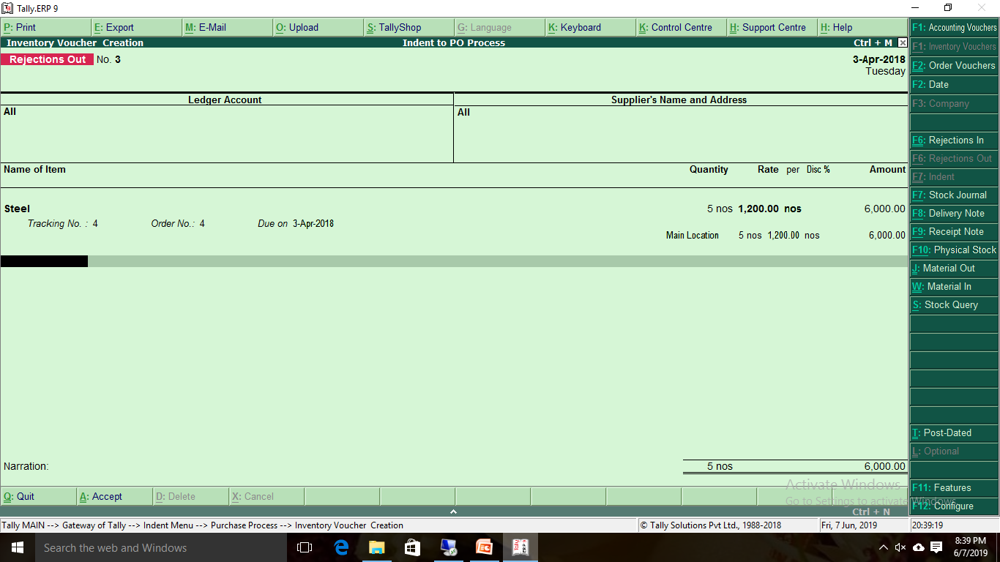 Tally.ERP 9
P: Print E: Export M: E-Mail O: Upload S: TallyShop G: Language K: Keyboard K: Control Centre H: Support Centre H: Help
Inventory Voucher Creation Indent to PO Process Ctrl + M
Rejections Out No. 3 3-Apr-2018
Tuesday
Ledger Account Supplier's Name and Address
All All
Name of Item Quantity Rate per Disc % Amount
Steel 5 nos 1,200.00 nos 6,000.00
Tracking No. : 4 Order No.: 4 Due on 3-Apr-2018
Main Location 5 nos 1,200.00 nos 6,000.00
Narration: 5 nos 6,000.00
F1: Accounting Vouchers
F1: Inventory Vouchers
F2: Order Vouchers
F2: Date
F3: Company
F6: Rejections In
F6: Rejections Out
F7: Indent
F7: Stock Journal
F8: Delivery Note
F9: Receipt Note
F10: Physical Stock
J: Material Out
W: Material In
S: Stock Query
T: Post-Dated
L: Optional
F11: Features
F12: Configure
Activate Windows
Go to Settings to activate Windows.
Q: Quit A: Accept D: Delete X: Cancel
Ctrl + N
Tally MAIN --> Gateway of Tally --> Indent Menu --> Purchase Process --> Inventory Voucher Creation © Tally Solutions Pvt Ltd., 1988-2018 Fri, 7 Jun, 2019 20:39:19
Search the web and Windows 8:39 PM
6/7/2019